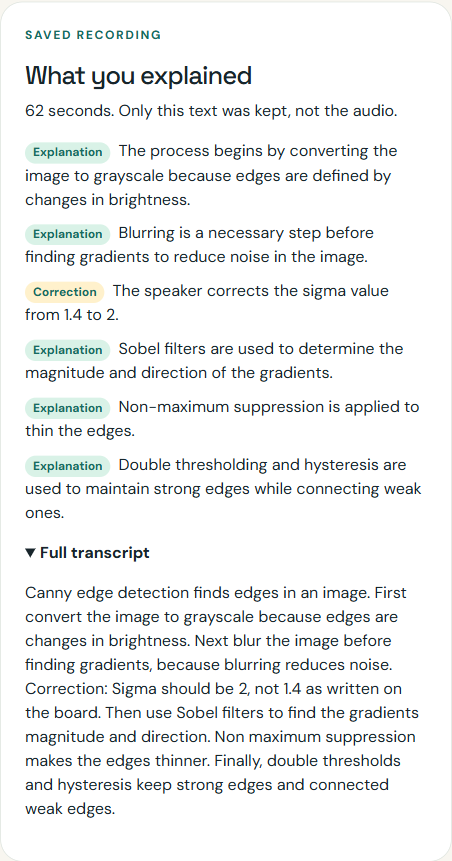 SAVED RECORDING
What you explained
62 seconds. Only this text was kept, not the audio.
Explanation The process begins by converting the
image to grayscale because edges are defined by
changes in brightness.
Explanation Blurring is a necessary step before
finding gradients to reduce noise in the image.
Correction The speaker corrects the sigma value
from 1.4 to 2.
Explanation Sobel filters are used to determine the
magnitude and direction of the gradients.
Explanation Non-maximum suppression is applied to
thin the edges.
Explanation Double thresholding and hysteresis are
used to maintain strong edges while connecting weak
ones.
▼ Full transcript
Canny edge detection finds edges in an image. First
convert the image to grayscale because edges are
changes in brightness. Next blur the image before
finding gradients, because blurring reduces noise.
Correction: Sigma should be 2, not 1.4 as written on
the board. Then use Sobel filters to find the gradients
magnitude and direction. Non maximum suppression
makes the edges thinner. Finally, double thresholds
and hysteresis keep strong edges and connected
weak edges.